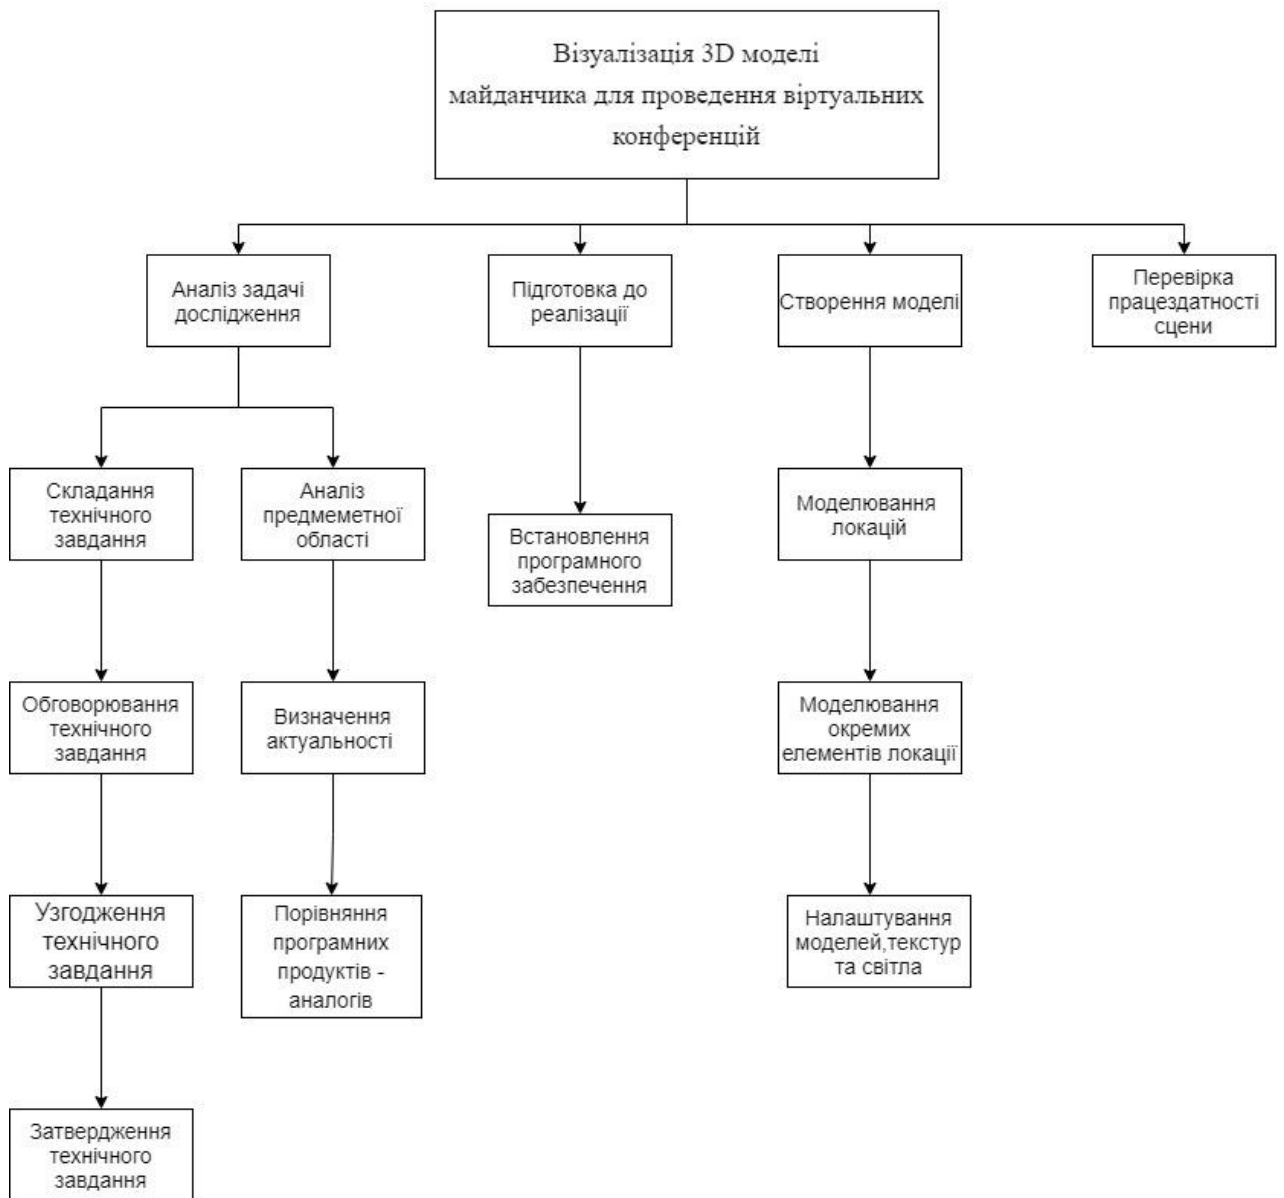 Візуалізація 3D моделі
майданчика для проведення віртуальних
конференцій
Аналіз задачі
дослідження
Підготовка до
реалізації
Створення моделі
Перевірка
працездатності
сцени
Складання
технічного
завдання
Аналіз
предмеметної
області
Встановлення
програмного
забезпечення
Моделювання
локацій
Обговорювання
технічного
завдання
Визначення
актуальності
Моделювання
окремих
елементів локації
Узгодження
технічного
завдання
Порівняння
програмних
продуктів -
аналогів
Налаштування
моделей,текстур
та світла
Затвердження
технічного
завдання